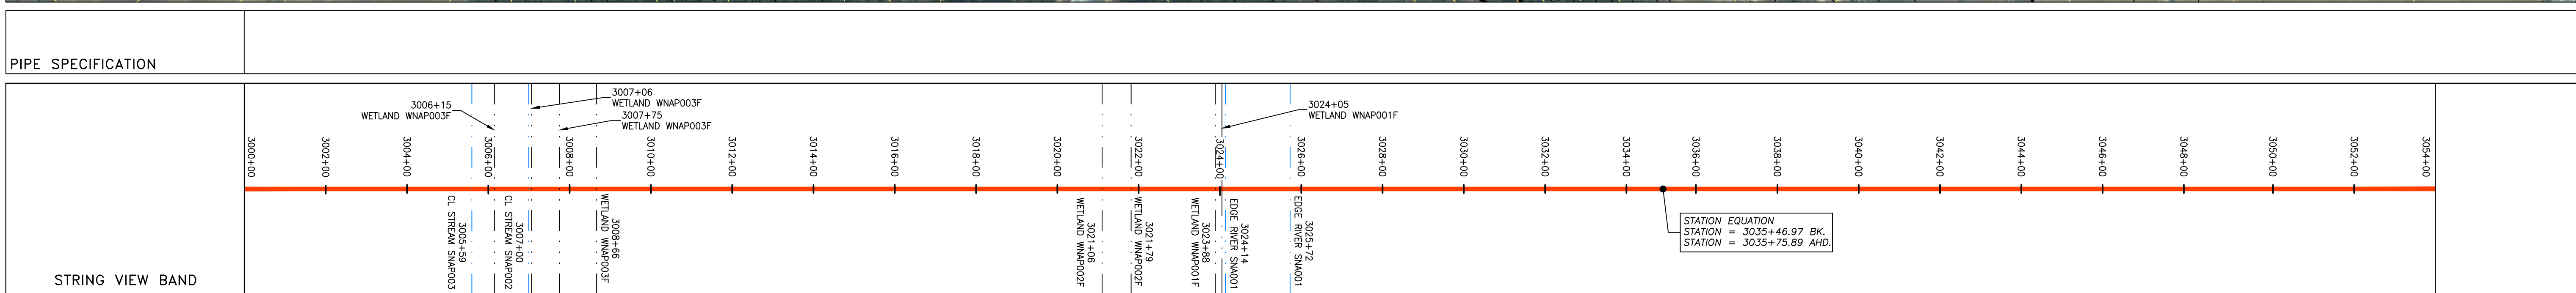 PIPE SPECIFICATION
3006+15
WETLAND WNAP003F
3007+06
WETLAND WNAP003F
3007+75
WETLAND WNAP003F
3024+05
WETLAND WNAP001F
3000+00
3002+00
3004+00
3006+00
3008+00
3010+00
3012+00
3014+00
3016+00
3018+00
3020+00
3022+00
3024+00
3026+00
3028+00
3030+00
3032+00
3034+00
3036+00
3038+00
3040+00
3042+00
3044+00
3046+00
3048+00
3050+00
3052+00
3054+00
3005+59
CL STREAM SNAP003
3007+00
CL STREAM SNAP002
3008+66
WETLAND WNAP003F
3021+06
WETLAND WNAP002F
3021+79
WETLAND WNAP002F
3023+88
WETLAND WNAP001F
3024+14
EDGE RIVER SNA001
3025+72
EDGE RIVER SNA001
STATION EQUATION
STATION = 3035+46.97 BK.
STATION = 3035+75.89 AHD.
STRING VIEW BAND